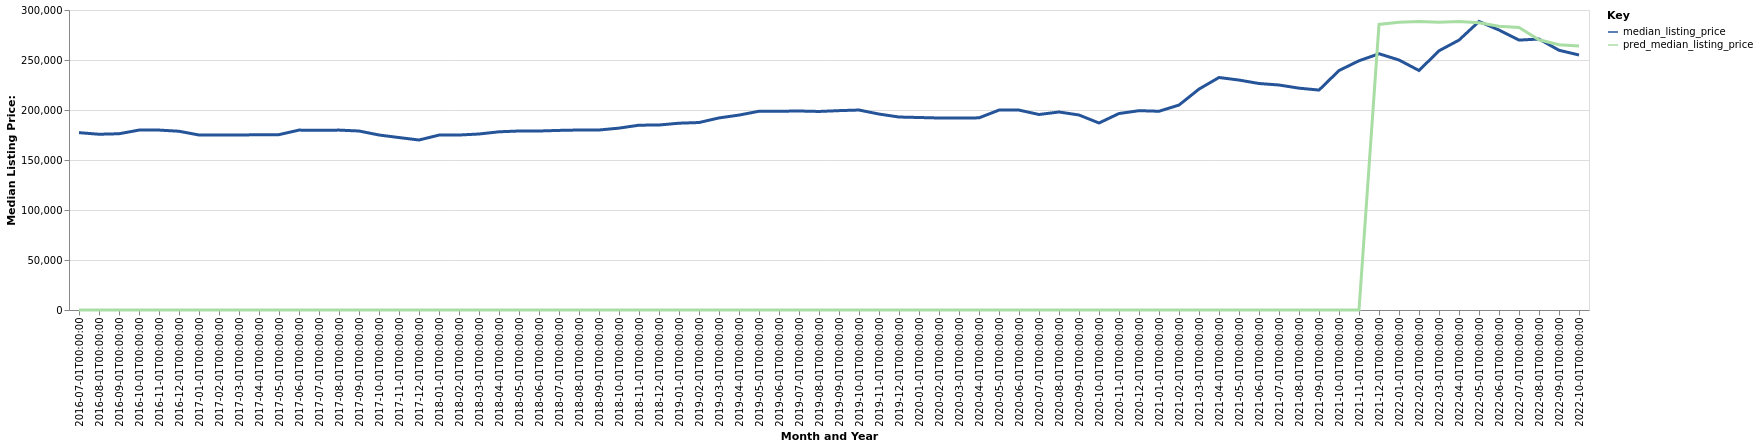 300,000
250,000
200,000
150,000
100,000
50,000
0
Median Listing Price:
2016-07-01T00:00:00
2016-08-01T00:00:00
2016-09-01T00:00:00
2016-10-01T00:00:00
2016-11-01T00:00:00
2016-12-01T00:00:00
2017-01-01T00:00:00
2017-02-01T00:00:00
2017-03-01T00:00:00
2017-04-01T00:00:00
2017-05-01T00:00:00
2017-06-01T00:00:00
2017-07-01T00:00:00
2017-08-01T00:00:00
2017-09-01T00:00:00
2017-10-01T00:00:00
2017-11-01T00:00:00
2017-12-01T00:00:00
2018-01-01T00:00:00
2018-02-01T00:00:00
2018-03-01T00:00:00
2018-04-01T00:00:00
2018-05-01T00:00:00
2018-06-01T00:00:00
2018-07-01T00:00:00
2018-08-01T00:00:00
2018-09-01T00:00:00
2018-10-01T00:00:00
2018-11-01T00:00:00
2018-12-01T00:00:00
2019-01-01T00:00:00
2019-02-01T00:00:00
2019-03-01T00:00:00
2019-04-01T00:00:00
2019-05-01T00:00:00
2019-06-01T00:00:00
2019-07-01T00:00:00
2019-08-01T00:00:00
2019-09-01T00:00:00
2019-10-01T00:00:00
2019-11-01T00:00:00
2019-12-01T00:00:00
2020-01-01T00:00:00
2020-02-01T00:00:00
2020-03-01T00:00:00
2020-04-01T00:00:00
2020-05-01T00:00:00
2020-06-01T00:00:00
2020-07-01T00:00:00
2020-08-01T00:00:00
2020-09-01T00:00:00
2020-10-01T00:00:00
2020-11-01T00:00:00
2020-12-01T00:00:00
2021-01-01T00:00:00
2021-02-01T00:00:00
2021-03-01T00:00:00
2021-04-01T00:00:00
2021-05-01T00:00:00
2021-06-01T00:00:00
2021-07-01T00:00:00
2021-08-01T00:00:00
2021-09-01T00:00:00
2021-10-01T00:00:00
2021-11-01T00:00:00
2021-12-01T00:00:00
2022-01-01T00:00:00
2022-02-01T00:00:00
2022-03-01T00:00:00
2022-04-01T00:00:00
2022-05-01T00:00:00
2022-06-01T00:00:00
2022-07-01T00:00:00
2022-08-01T00:00:00
2022-09-01T00:00:00
2022-10-01T00:00:00
Month and Year
Key
median_listing_price
pred_median_listing_price